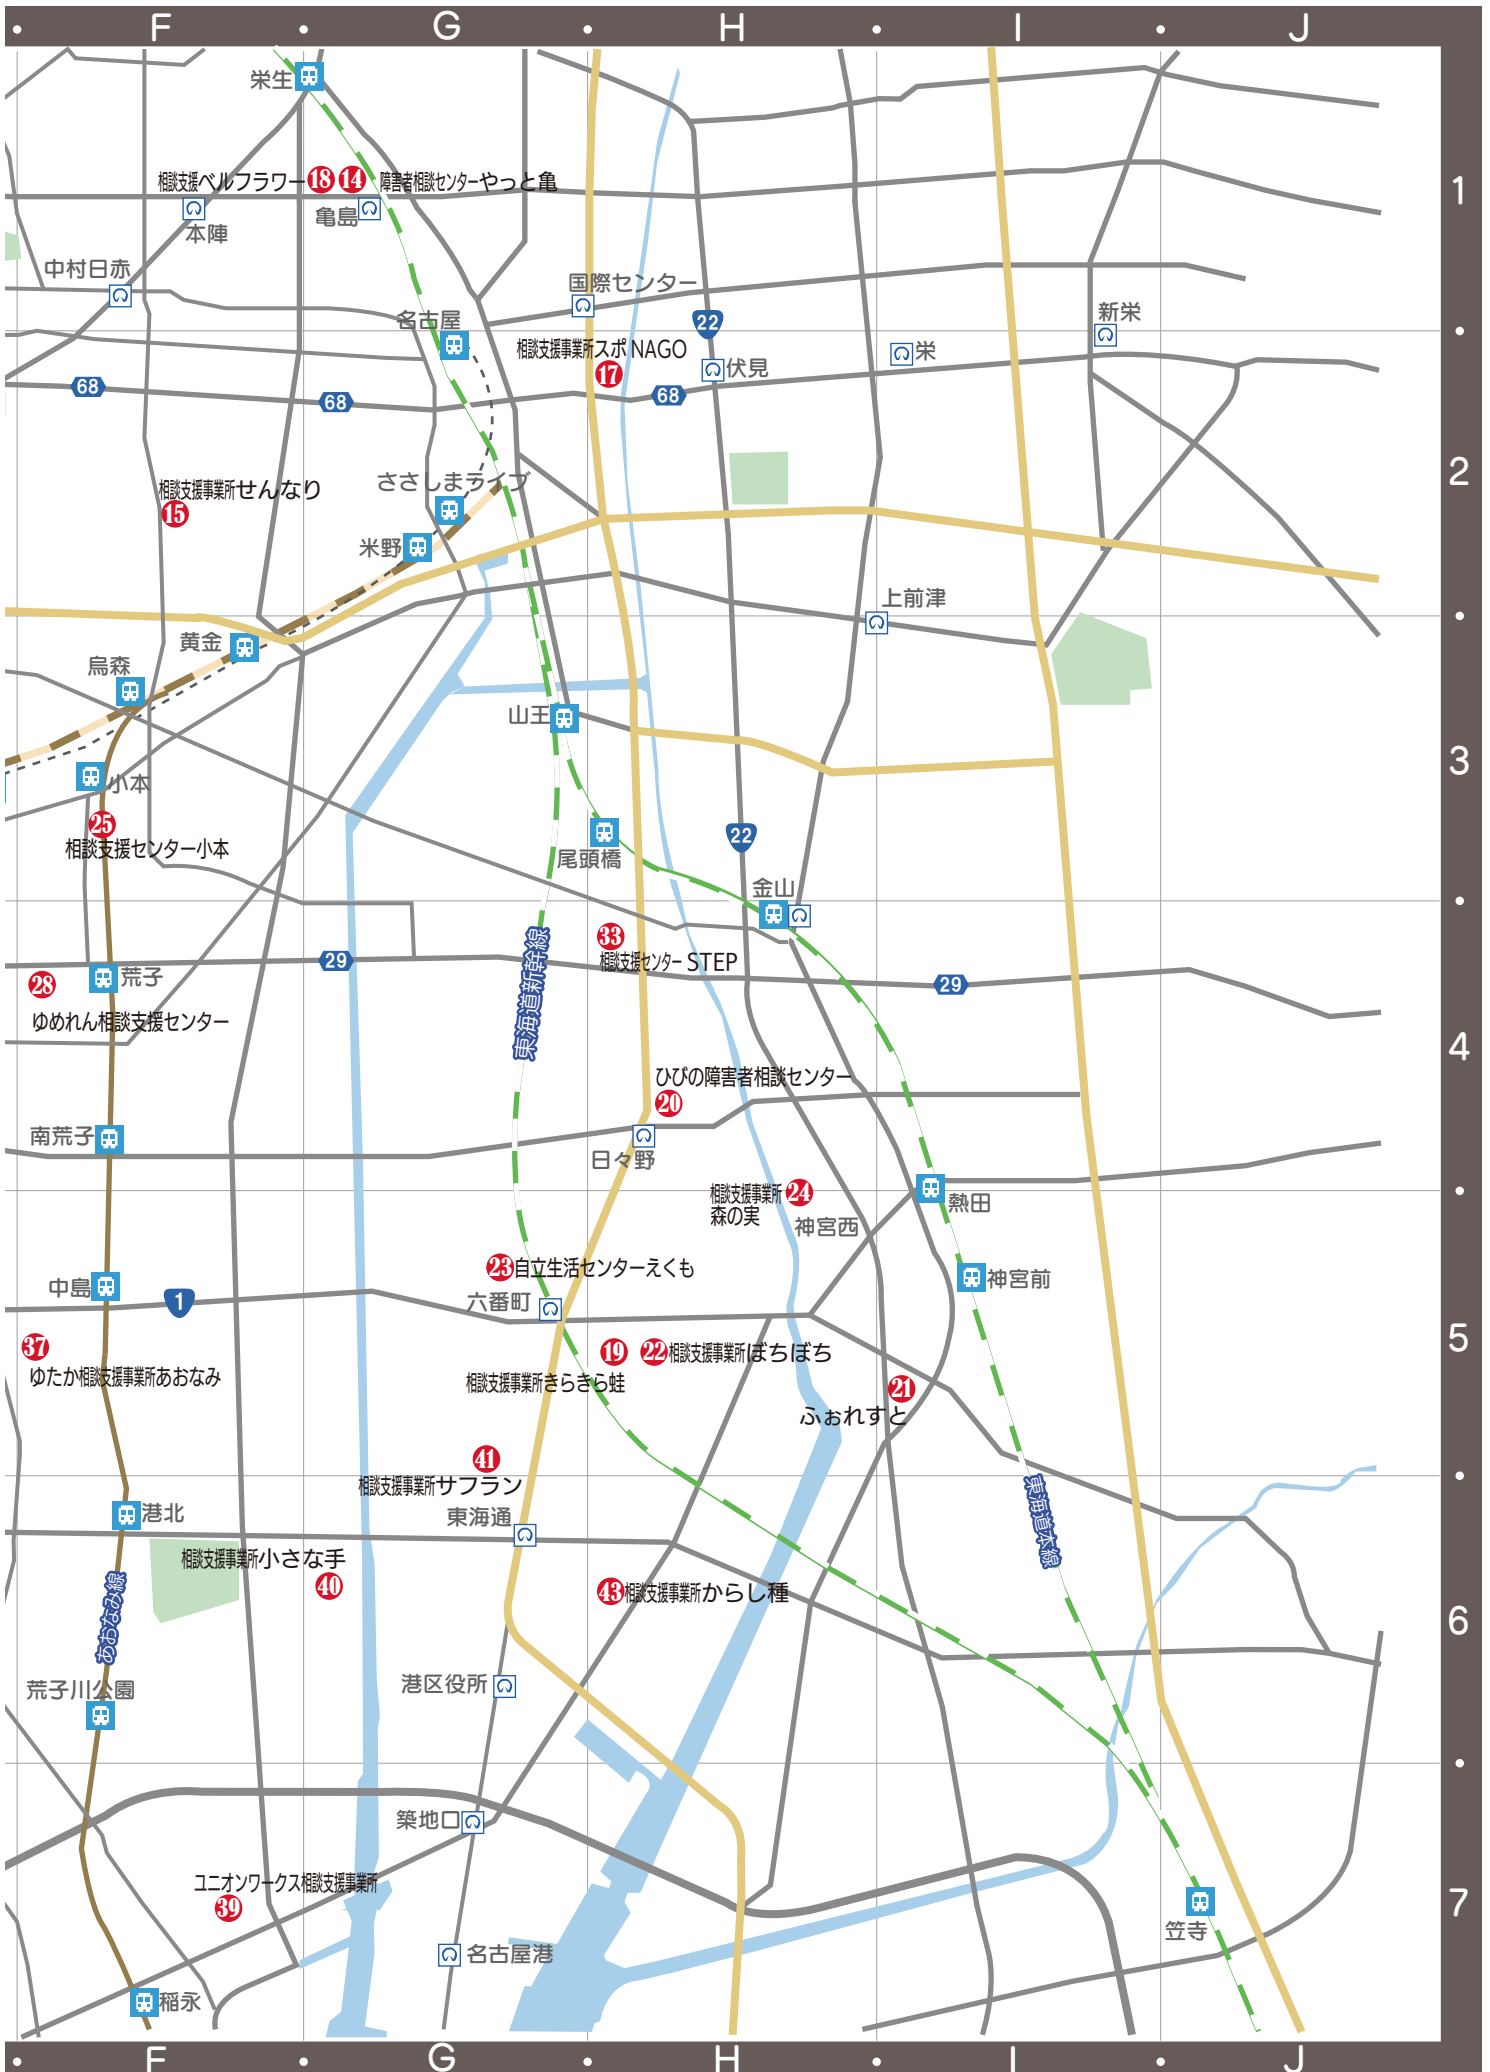 F G H I J
栄生
相談支援ベルフラワー 18 14 障害者相談センターやっと亀
1
亀島
本陣
中村日赤
国際センター
新栄
名古屋
22
相談支援事業所スポNAGO
栄
17
伏見
68
68
68
2
ささしまライブ
相談支援事業所せんなり
15
米野
上前津
黄金
烏森
山王
3
小本
25
22
相談支援センター小本
尾頭橋
金山
33
東海道新幹線
相談支援センター STEP
29
29
荒子
28
ゆめれん相談支援センター
4
ひびの障害者相談センター
20
南荒子
日々野
相談支援事業所 24
森の実
熱田
神宮西
23 自立生活センターえくも
中島
神宮前
1
六番町
5
37
19 22 相談支援事業所ぽちぽち
ゆたか相談支援事業所あおなみ
相談支援事業所きらきら蛙
21
ふぉれすと
41
相談支援事業所サフラン
港北
東海通
東海道本線
相談支援事業所小さな手
40
43 相談支援事業所からし種
6
あおなみ線
荒子川公園
港区役所
築地口
ユニオンワークス相談支援事業所
39
7
笠寺
名古屋港
稲永
F G H I J